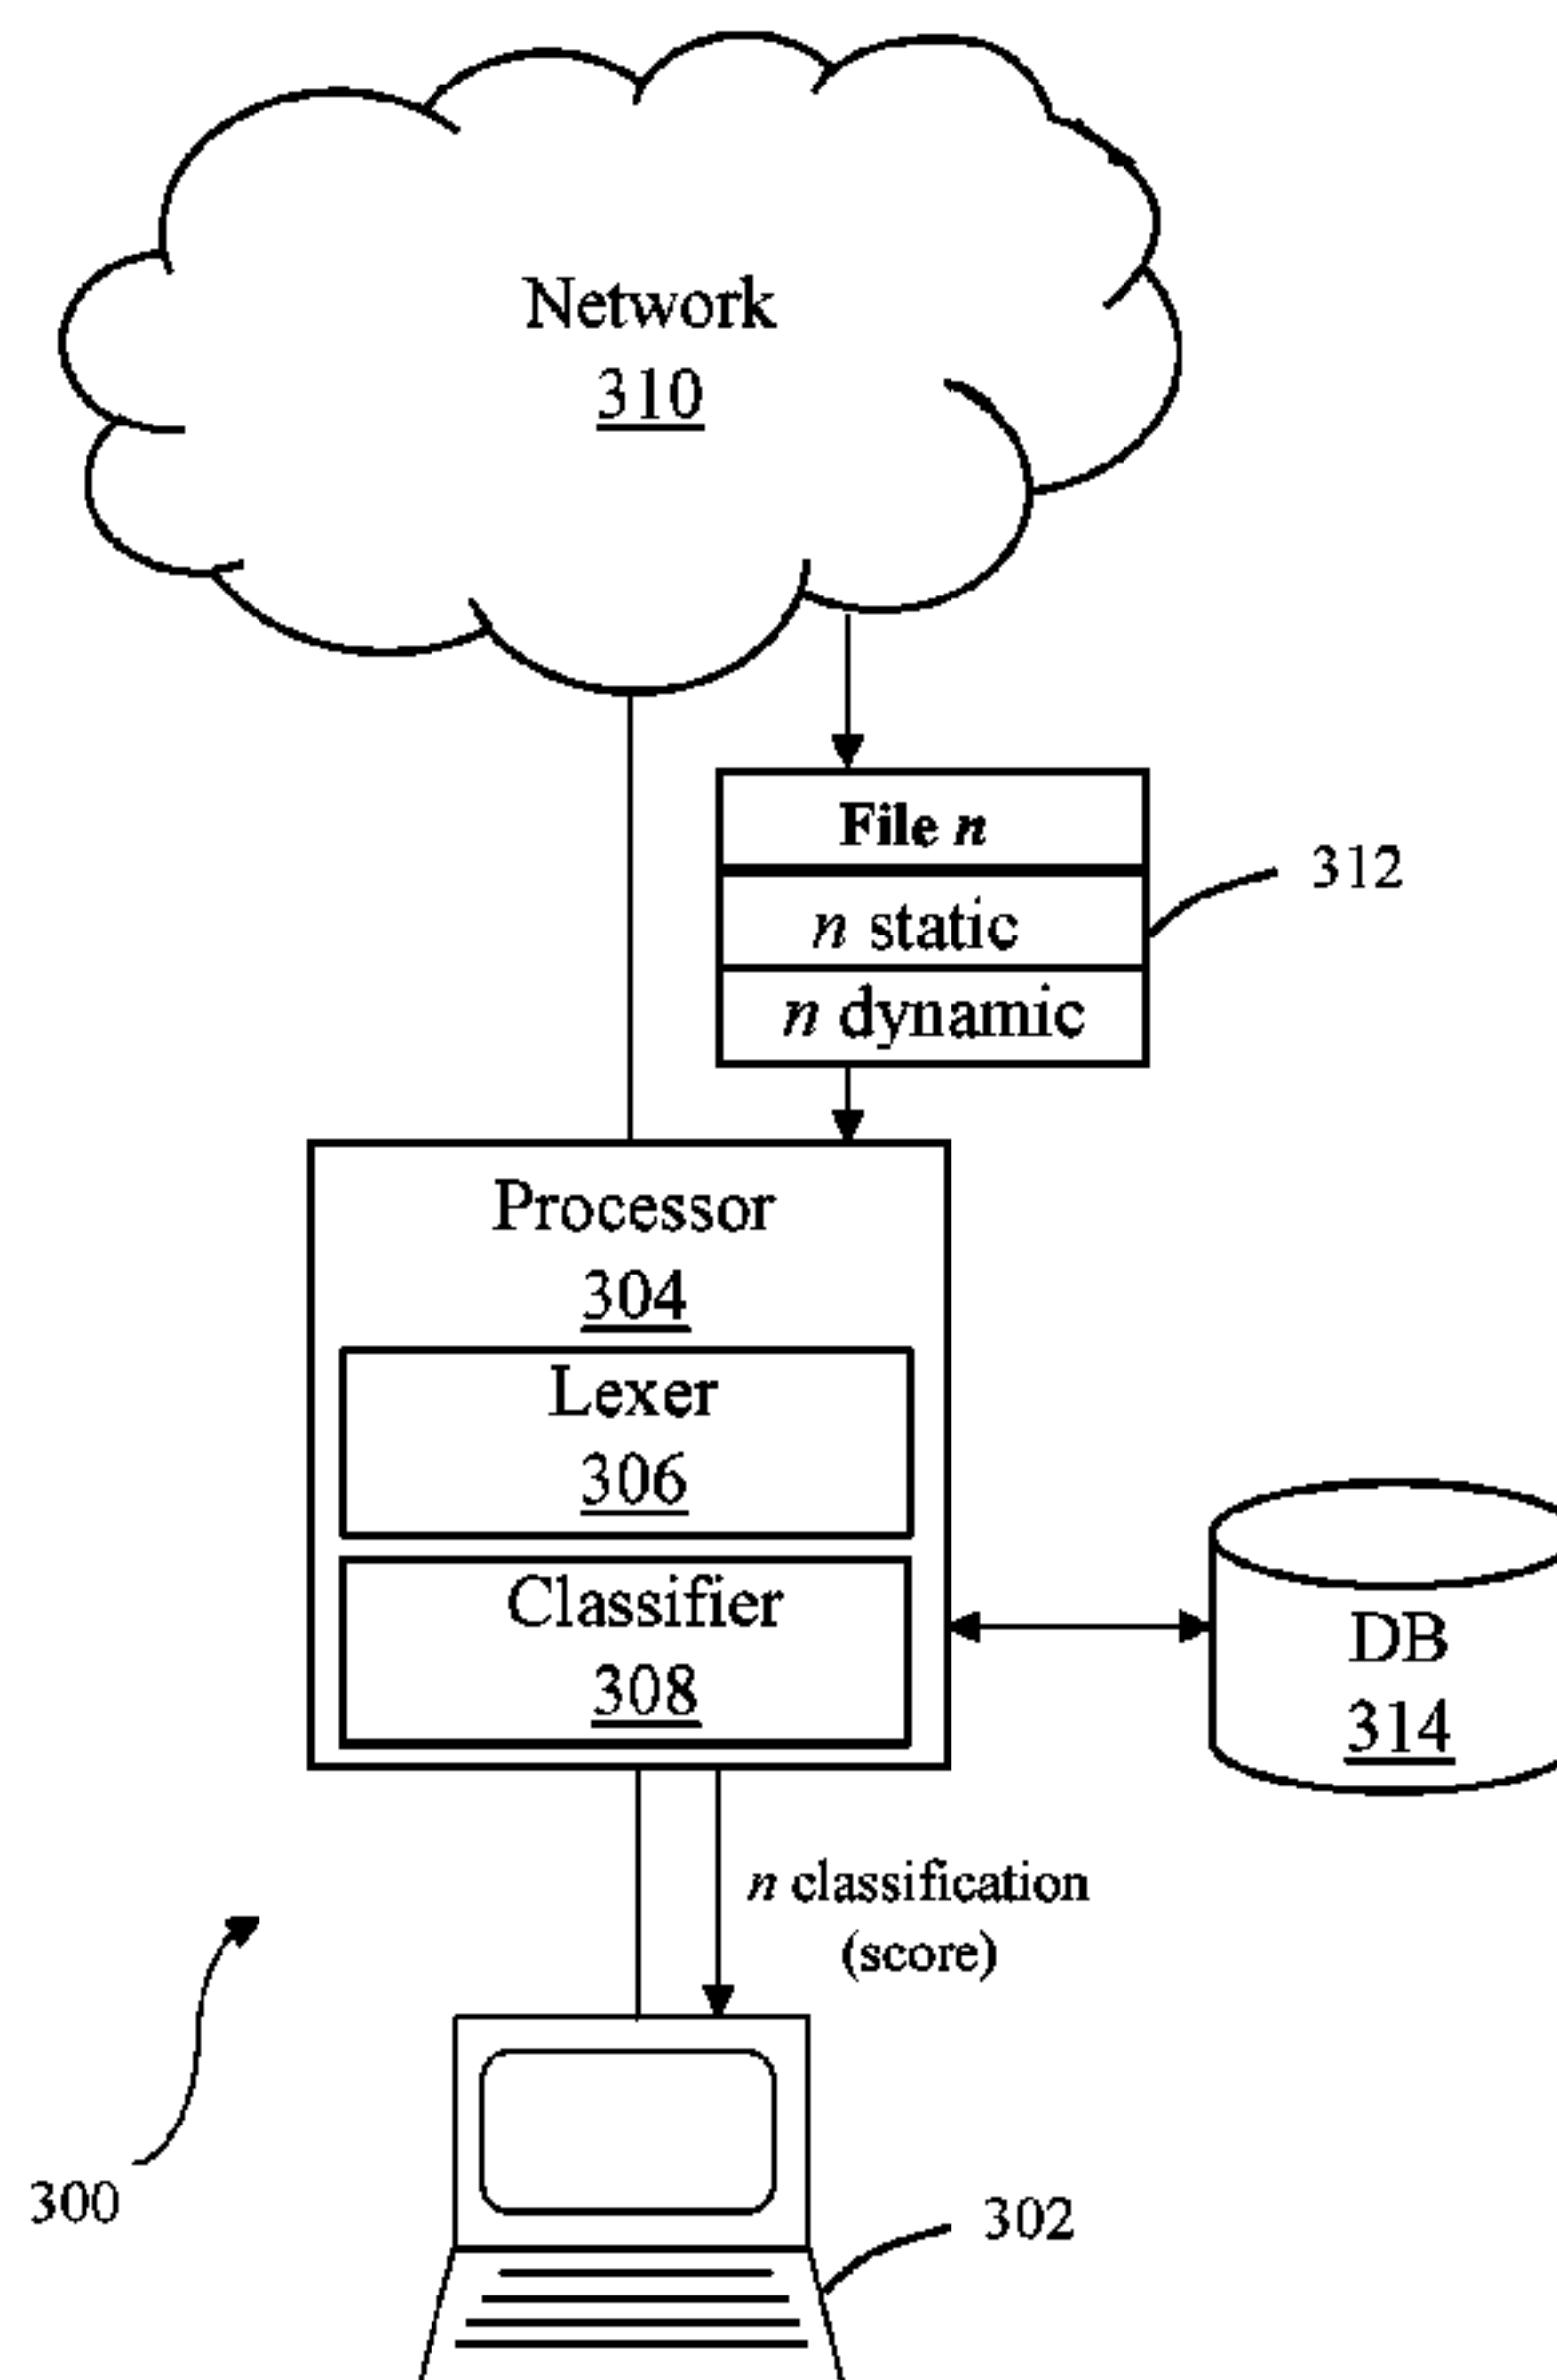 Network
310
File n
n static
312
n dynamic
Processor
304
Lexer
306
Classifier
308
DB
314
n classification
(score)
300
302